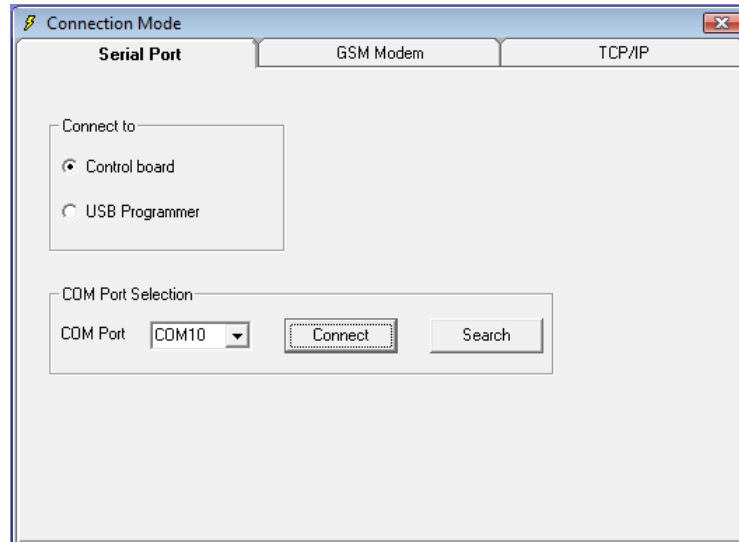 Connection Mode
Serial Port GSM Modem TCP/IP
Connect to
Control board
USB Programmer
COM Port Selection
COM Port COM10 Connect Search